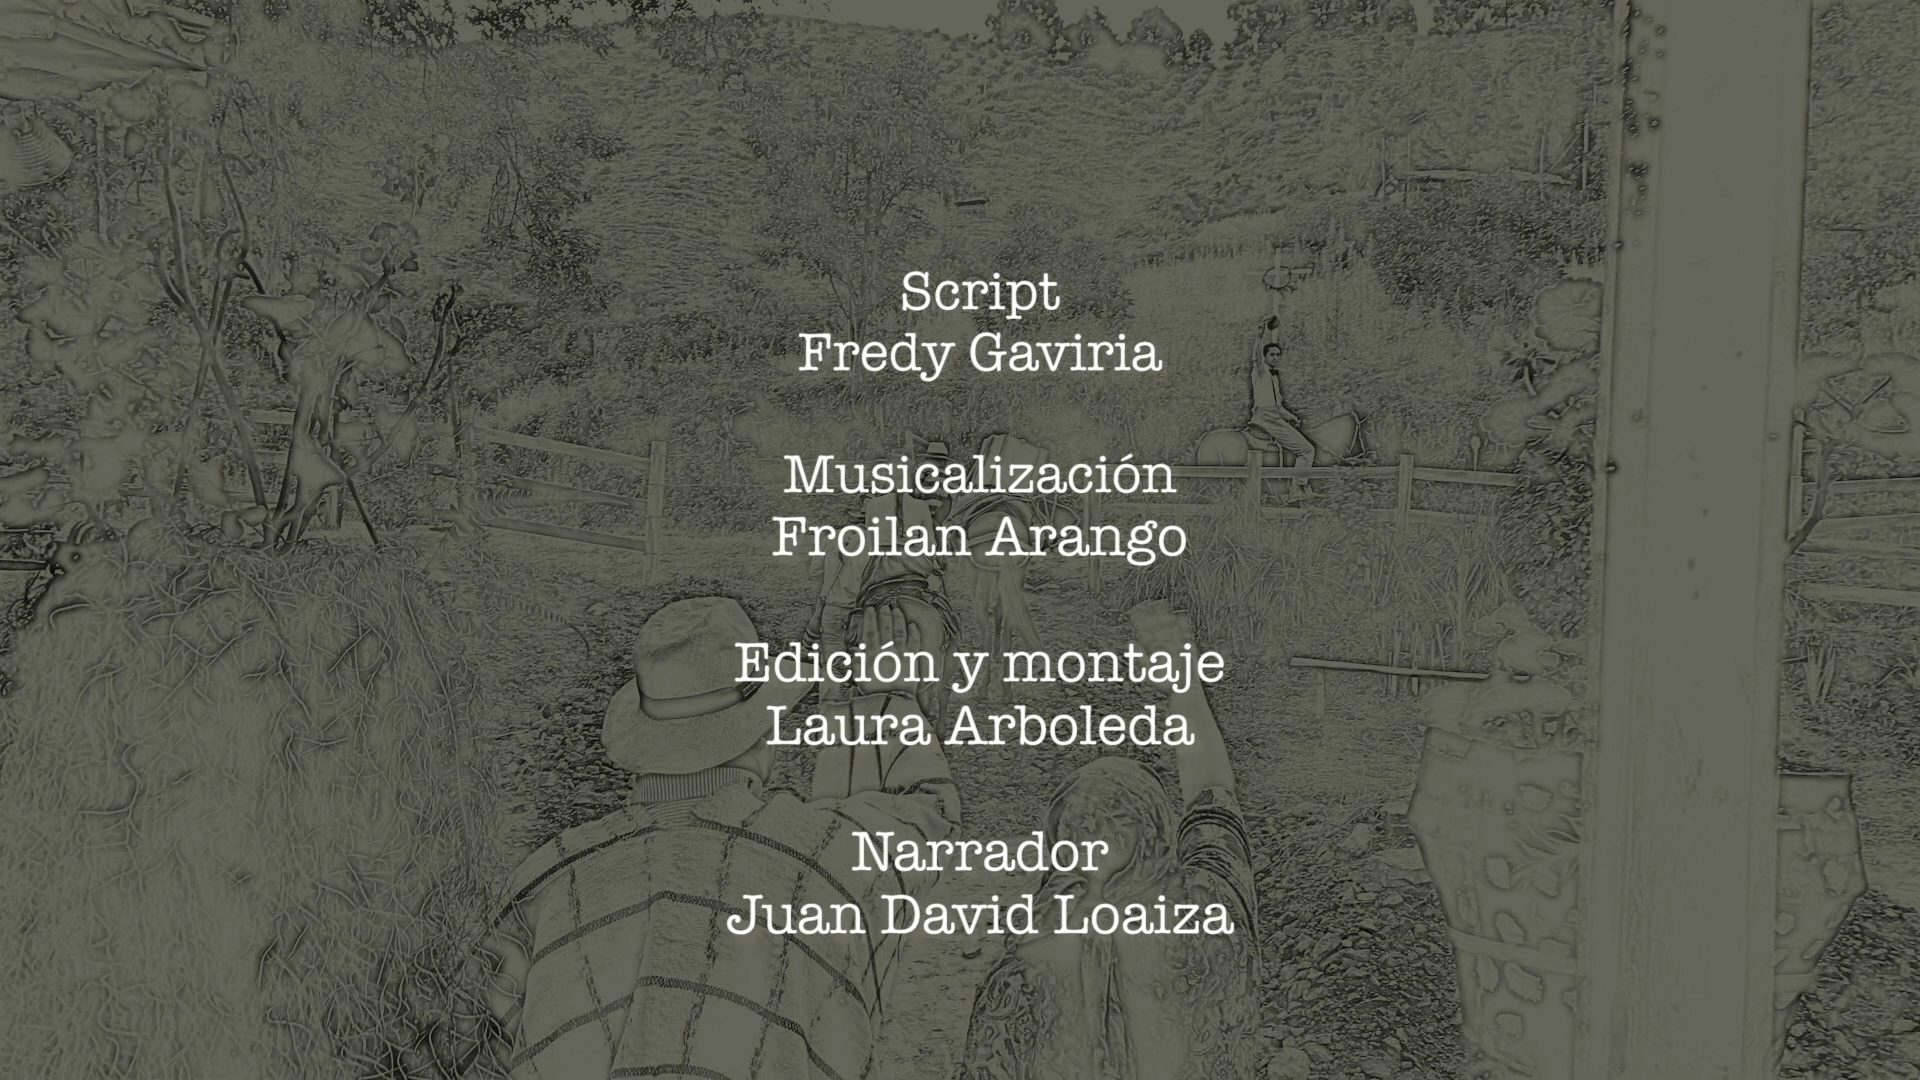 Script
Fredy Gaviria
Musicalización
Froilan Arango
Edición y montaje
Laura Arboleda
Narrador
Juan David Loaiza